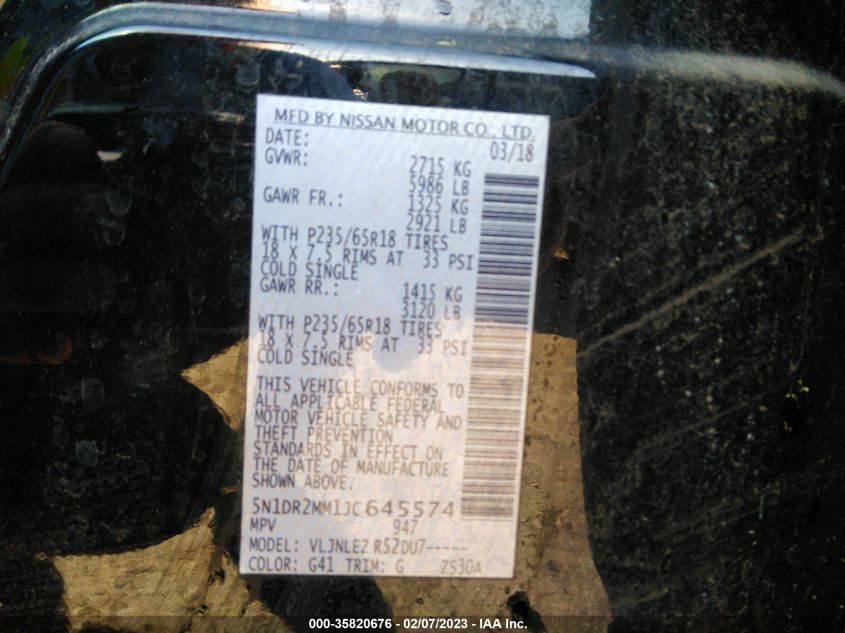 MFD BY NISSAN MOTOR CO., LTD.
DATE: 03/18
GVWR: 2715 KG
5986 LB
GAWR FR.: 1325 KG
2921 LB
WITH P235/65R18 TIRES
18 X 7.5 RIMS AT 33 PSI
COLD SINGLE
GAWR RR.: 1415 KG
3120 LB
WITH P235/65R18 TIRES
18 X 7.5 RIMS AT 33 PSI
COLD SINGLE
THIS VEHICLE CONFORMS TO
ALL APPLICABLE FEDERAL
MOTOR VEHICLE SAFETY AND
THEFT PREVENTION
STANDARDS IN EFFECT ON
THE DATE OF MANUFACTURE
SHOWN ABOVE.
5N1DR2MM1JC645574
MPV 947
MODEL: VLJNLEZ R52DU7-----
COLOR: G41 TRIM: G ZS30A
000-35820676 - 02/07/2023 - IAA Inc.